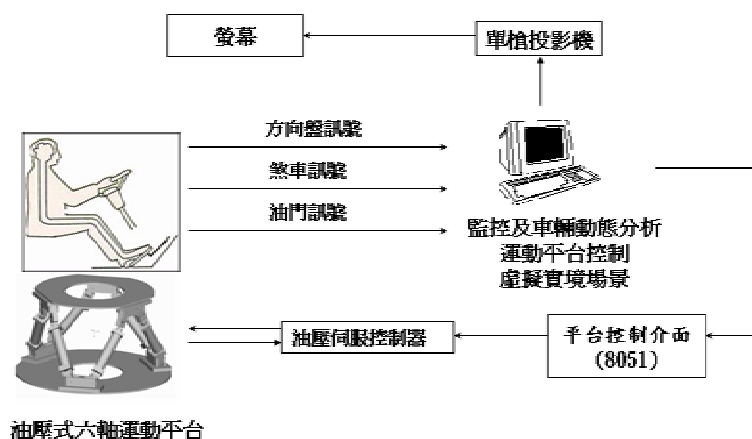 螢幕
單槍投影機
方向盤訊號
煞車訊號
油門訊號
監控及車輛動態分析
運動平台控制
虛擬實境場景
油壓伺服控制器
平台控制介面
(8051)
油壓式六軸運動平台